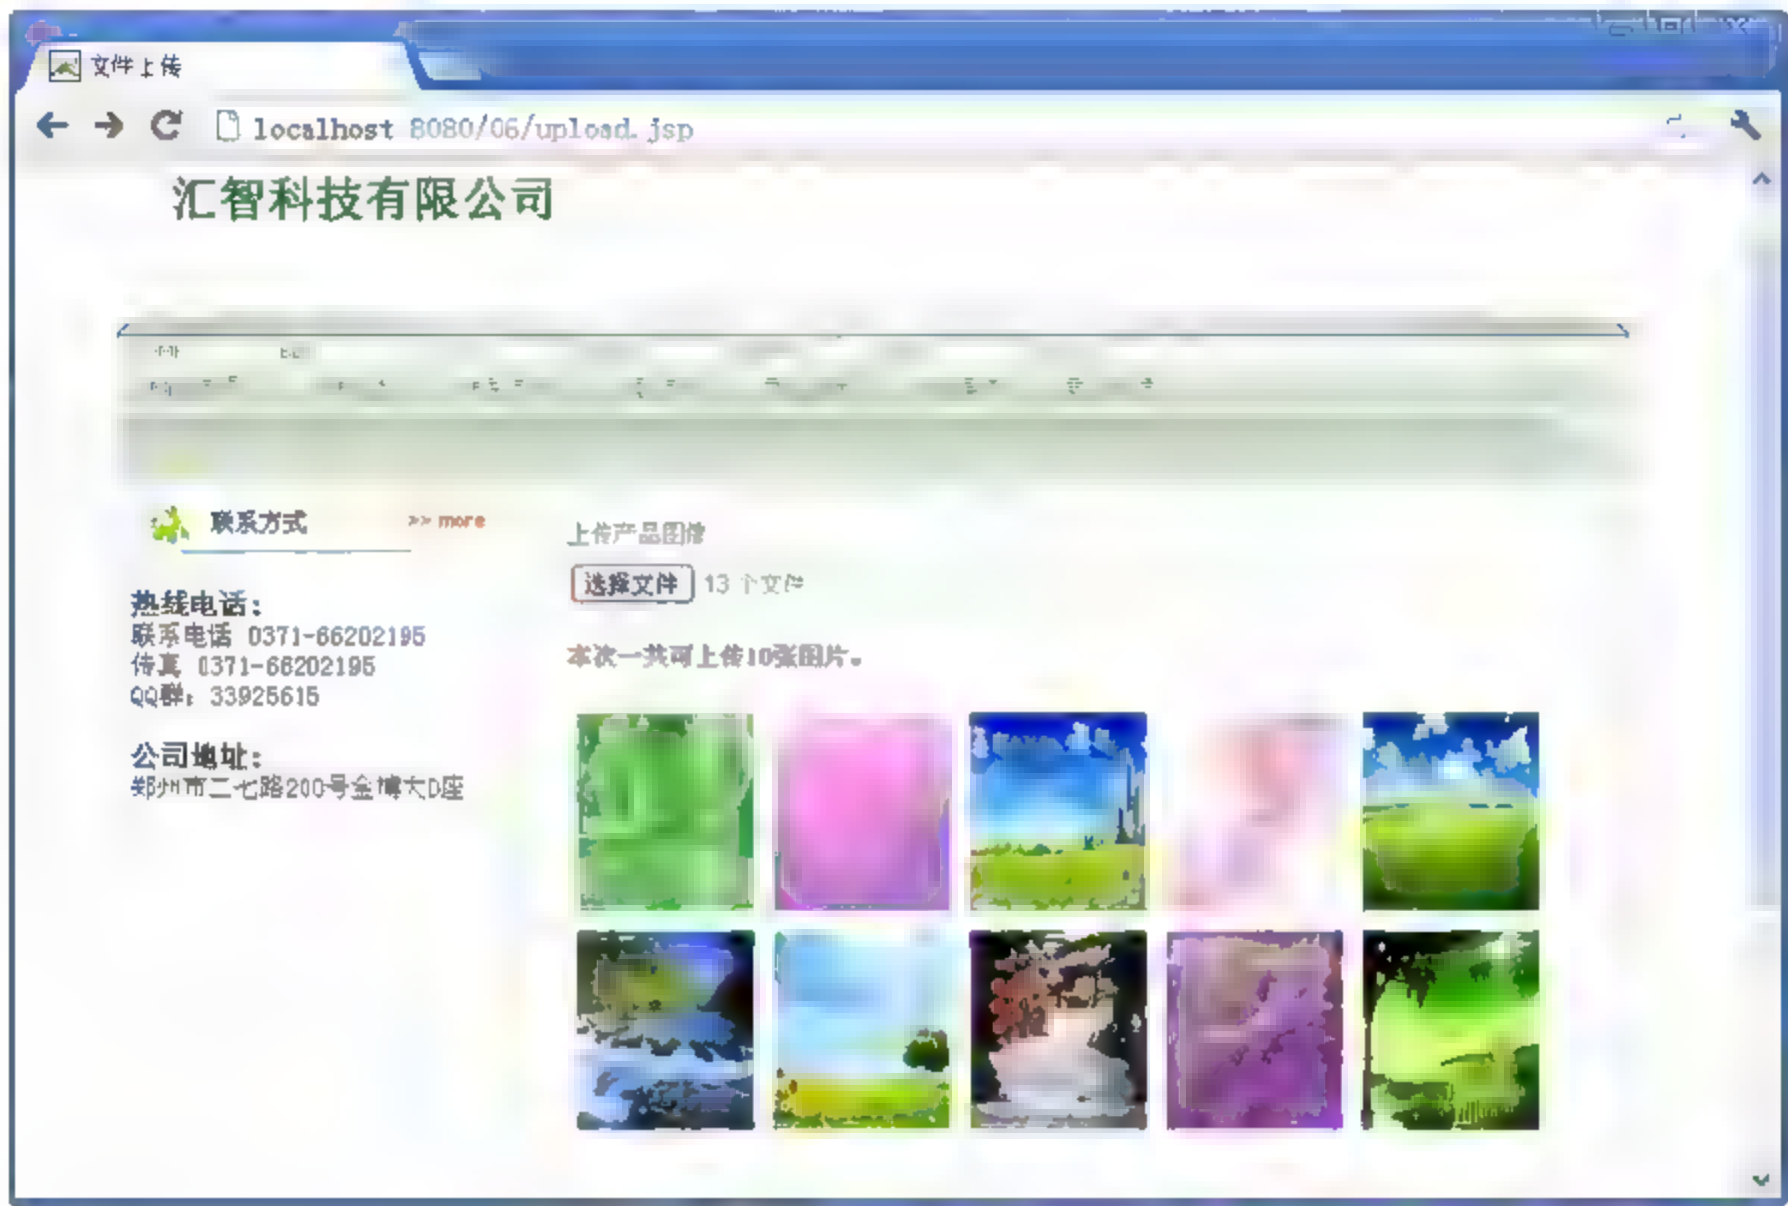 文件上传
localhost 8080/06/upload.jsp
汇智科技有限公司
联系方式 >> more
热线电话:
联系电话 0371-66202195
传真 0371-66202195
QQ群: 33925615
公司地址:
郑州市二七路200号金博大D座
上传产品图像
选择文件 13 个文件
本次一共可上传10张图片。